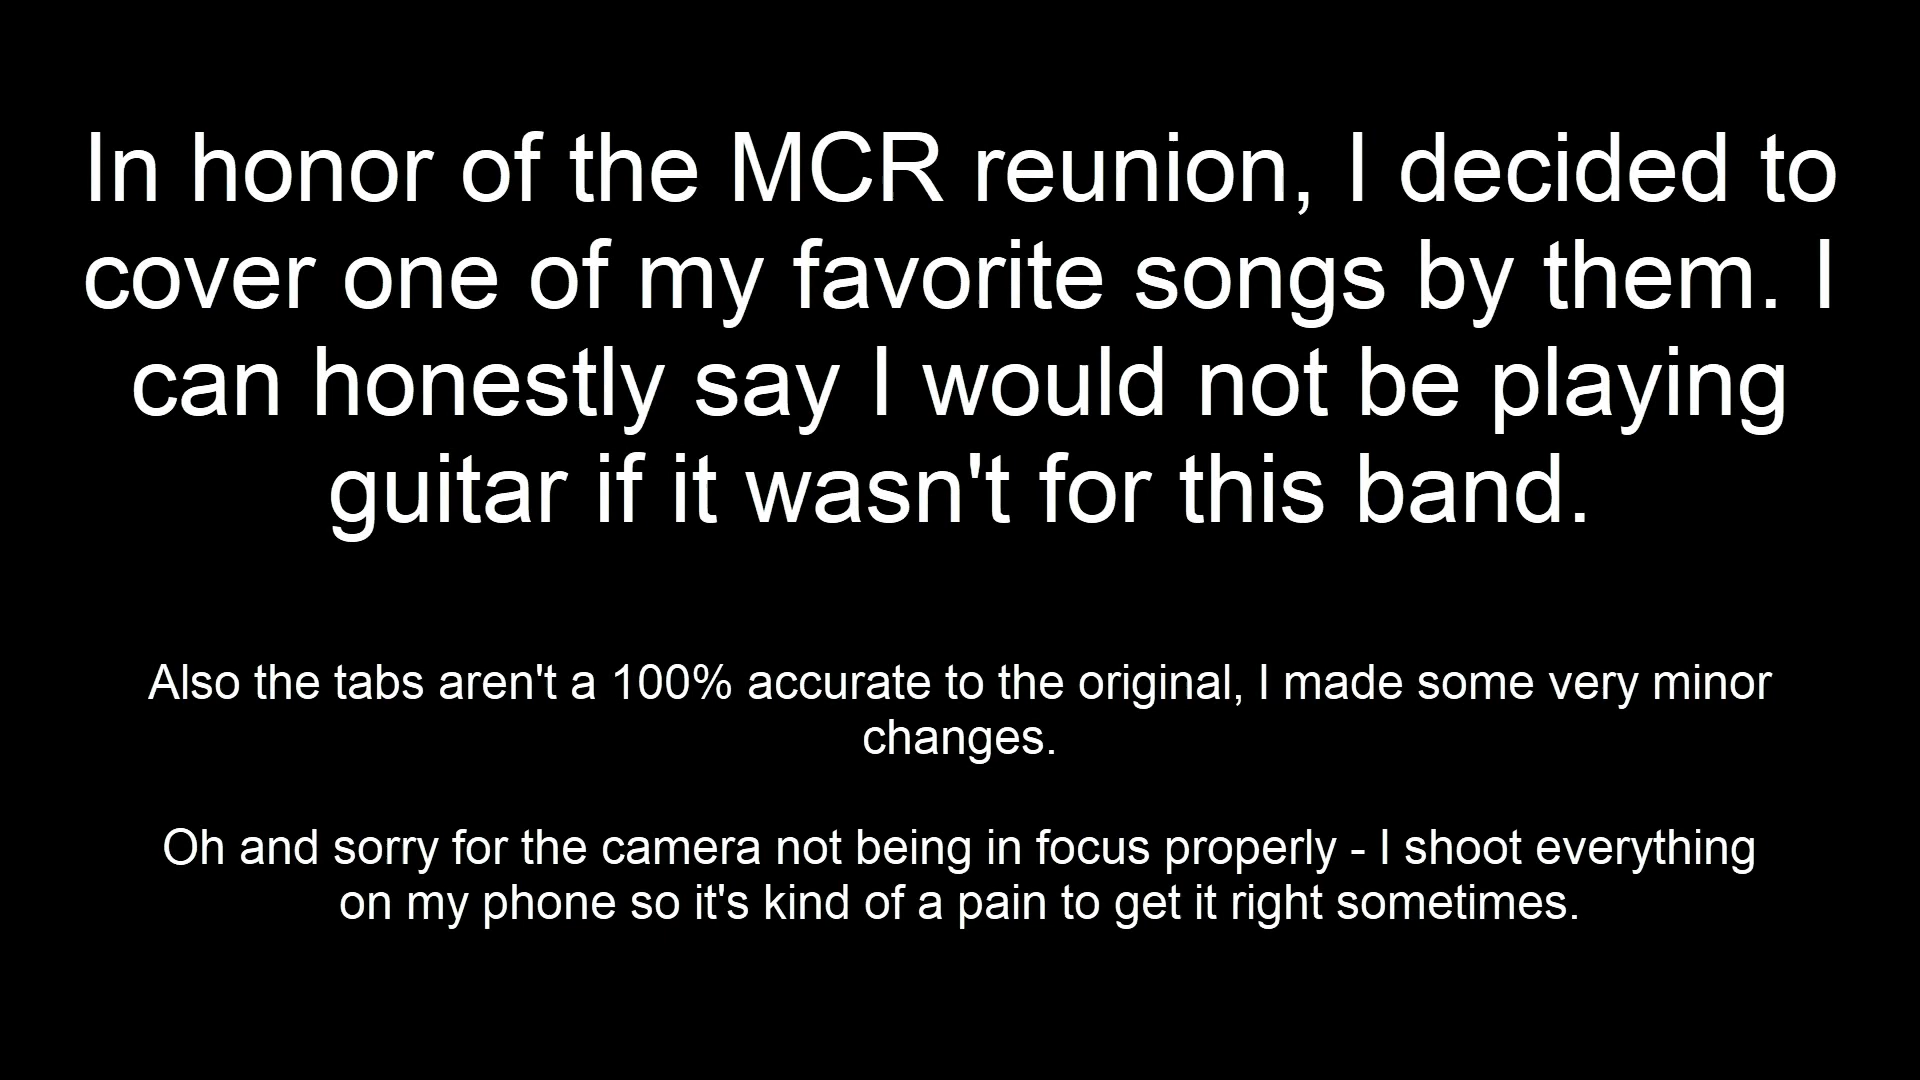 In honor of the MCR reunion, I decided to
cover one of my favorite songs by them. I
can honestly say I would not be playing
guitar if it wasn't for this band.
Also the tabs aren't a 100% accurate to the original, I made some very minor
changes.
Oh and sorry for the camera not being in focus properly - I shoot everything
on my phone so it's kind of a pain to get it right sometimes.